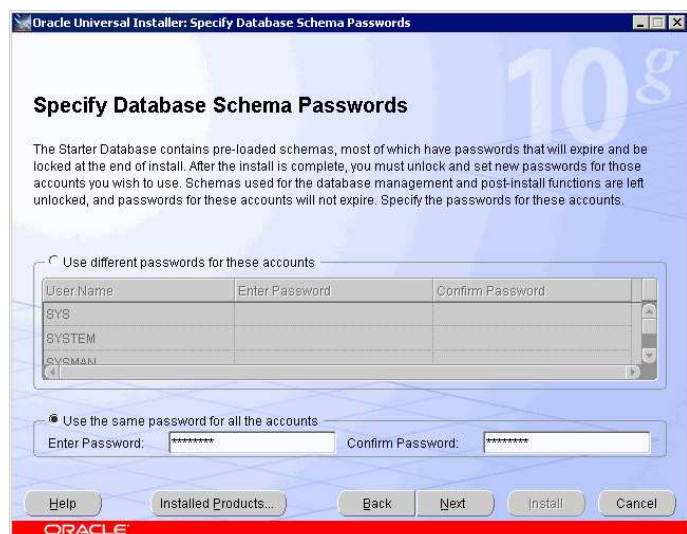 Oracle Universal Installer: Specify Database Schema Passwords
10g
Specify Database Schema Passwords
The Starter Database contains pre-loaded schemas, most of which have passwords that will expire and be
locked at the end of install. After the install is complete, you must unlock and set new passwords for those
accounts you wish to use. Schemas used for the database management and post-install functions are left
unlocked, and passwords for these accounts will not expire. Specify the passwords for these accounts.
Use different passwords for these accounts
User Name Enter Password Confirm Password
SYS
SYSTEM
SYSMAN
Use the same password for all the accounts
Enter Password: ******** Confirm Password: ********
Help Installed Products... Back Next Install Cancel
ORACLE